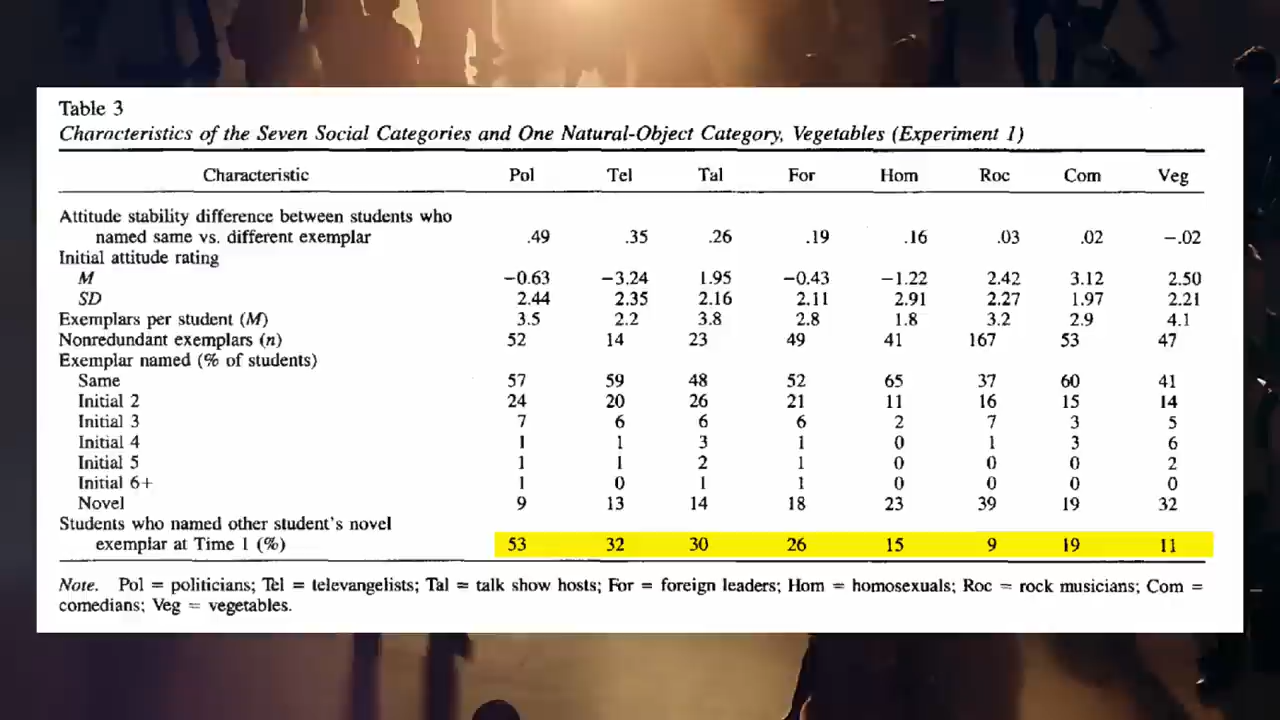 Table 3
Characteristics of the Seven Social Categories and One Natural-Object Category, Vegetables (Experiment 1)
Characteristic Pol Tel Tal For Hom Roc Com Veg
Attitude stability difference between students who
named same vs. different exemplar .49 .35 .26 .19 .16 .03 .02 −.02
Initial attitude rating
M −0.63 −3.24 1.95 −0.43 −1.22 2.42 3.12 2.50
SD 2.44 2.35 2.16 2.11 2.91 2.27 1.97 2.21
Exemplars per student (M) 3.5 2.2 3.8 2.8 1.8 3.2 2.9 4.1
Nonredundant exemplars (n) 52 14 23 49 41 167 53 47
Exemplar named (% of students)
Same 57 59 48 52 65 37 60 41
Initial 2 24 20 26 21 11 16 15 14
Initial 3 7 6 6 6 2 7 3 5
Initial 4 1 1 3 1 0 1 3 6
Initial 5 1 1 2 1 0 0 0 2
Initial 6+ 1 0 1 1 0 0 0 0
Novel 9 13 14 18 23 39 19 32
Students who named other student's novel
exemplar at Time 1 (%) 53 32 30 26 15 9 19 11
Note. Pol = politicians; Tel = televangelists; Tal = talk show hosts; For = foreign leaders; Hom = homosexuals; Roc = rock musicians; Com =
comedians; Veg = vegetables.